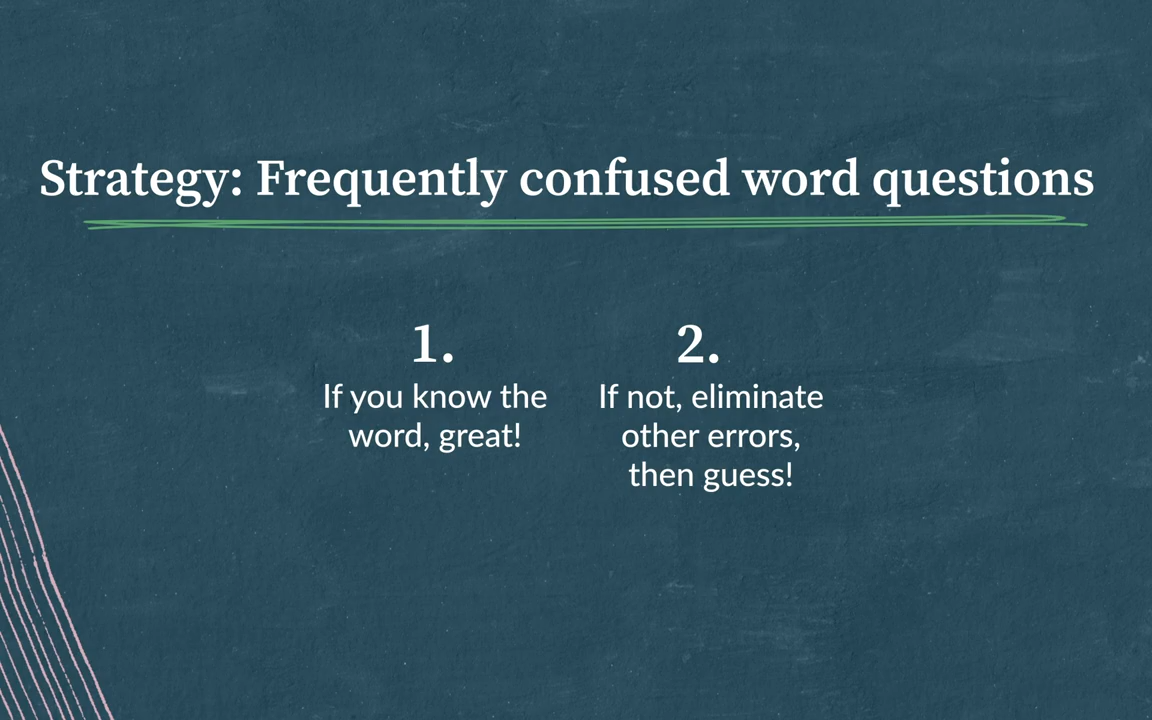 Strategy: Frequently confused word questions
1.
If you know the
word, great!
2.
If not, eliminate
other errors,
then guess!